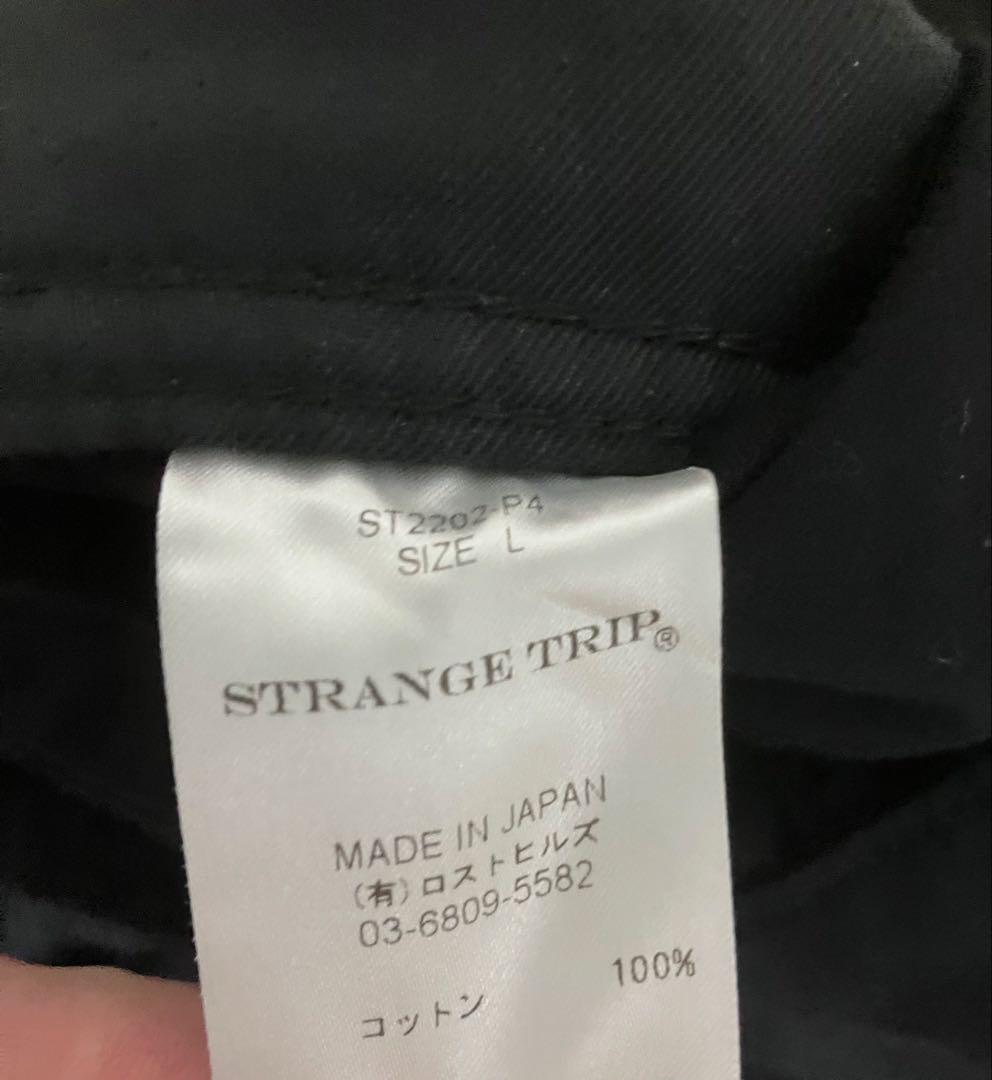 ST2202-P4
SIZE L
STRANGE TRIP®
MADE IN JAPAN
(有)ロストヒルズ
03-6809-5582
コットン 100%